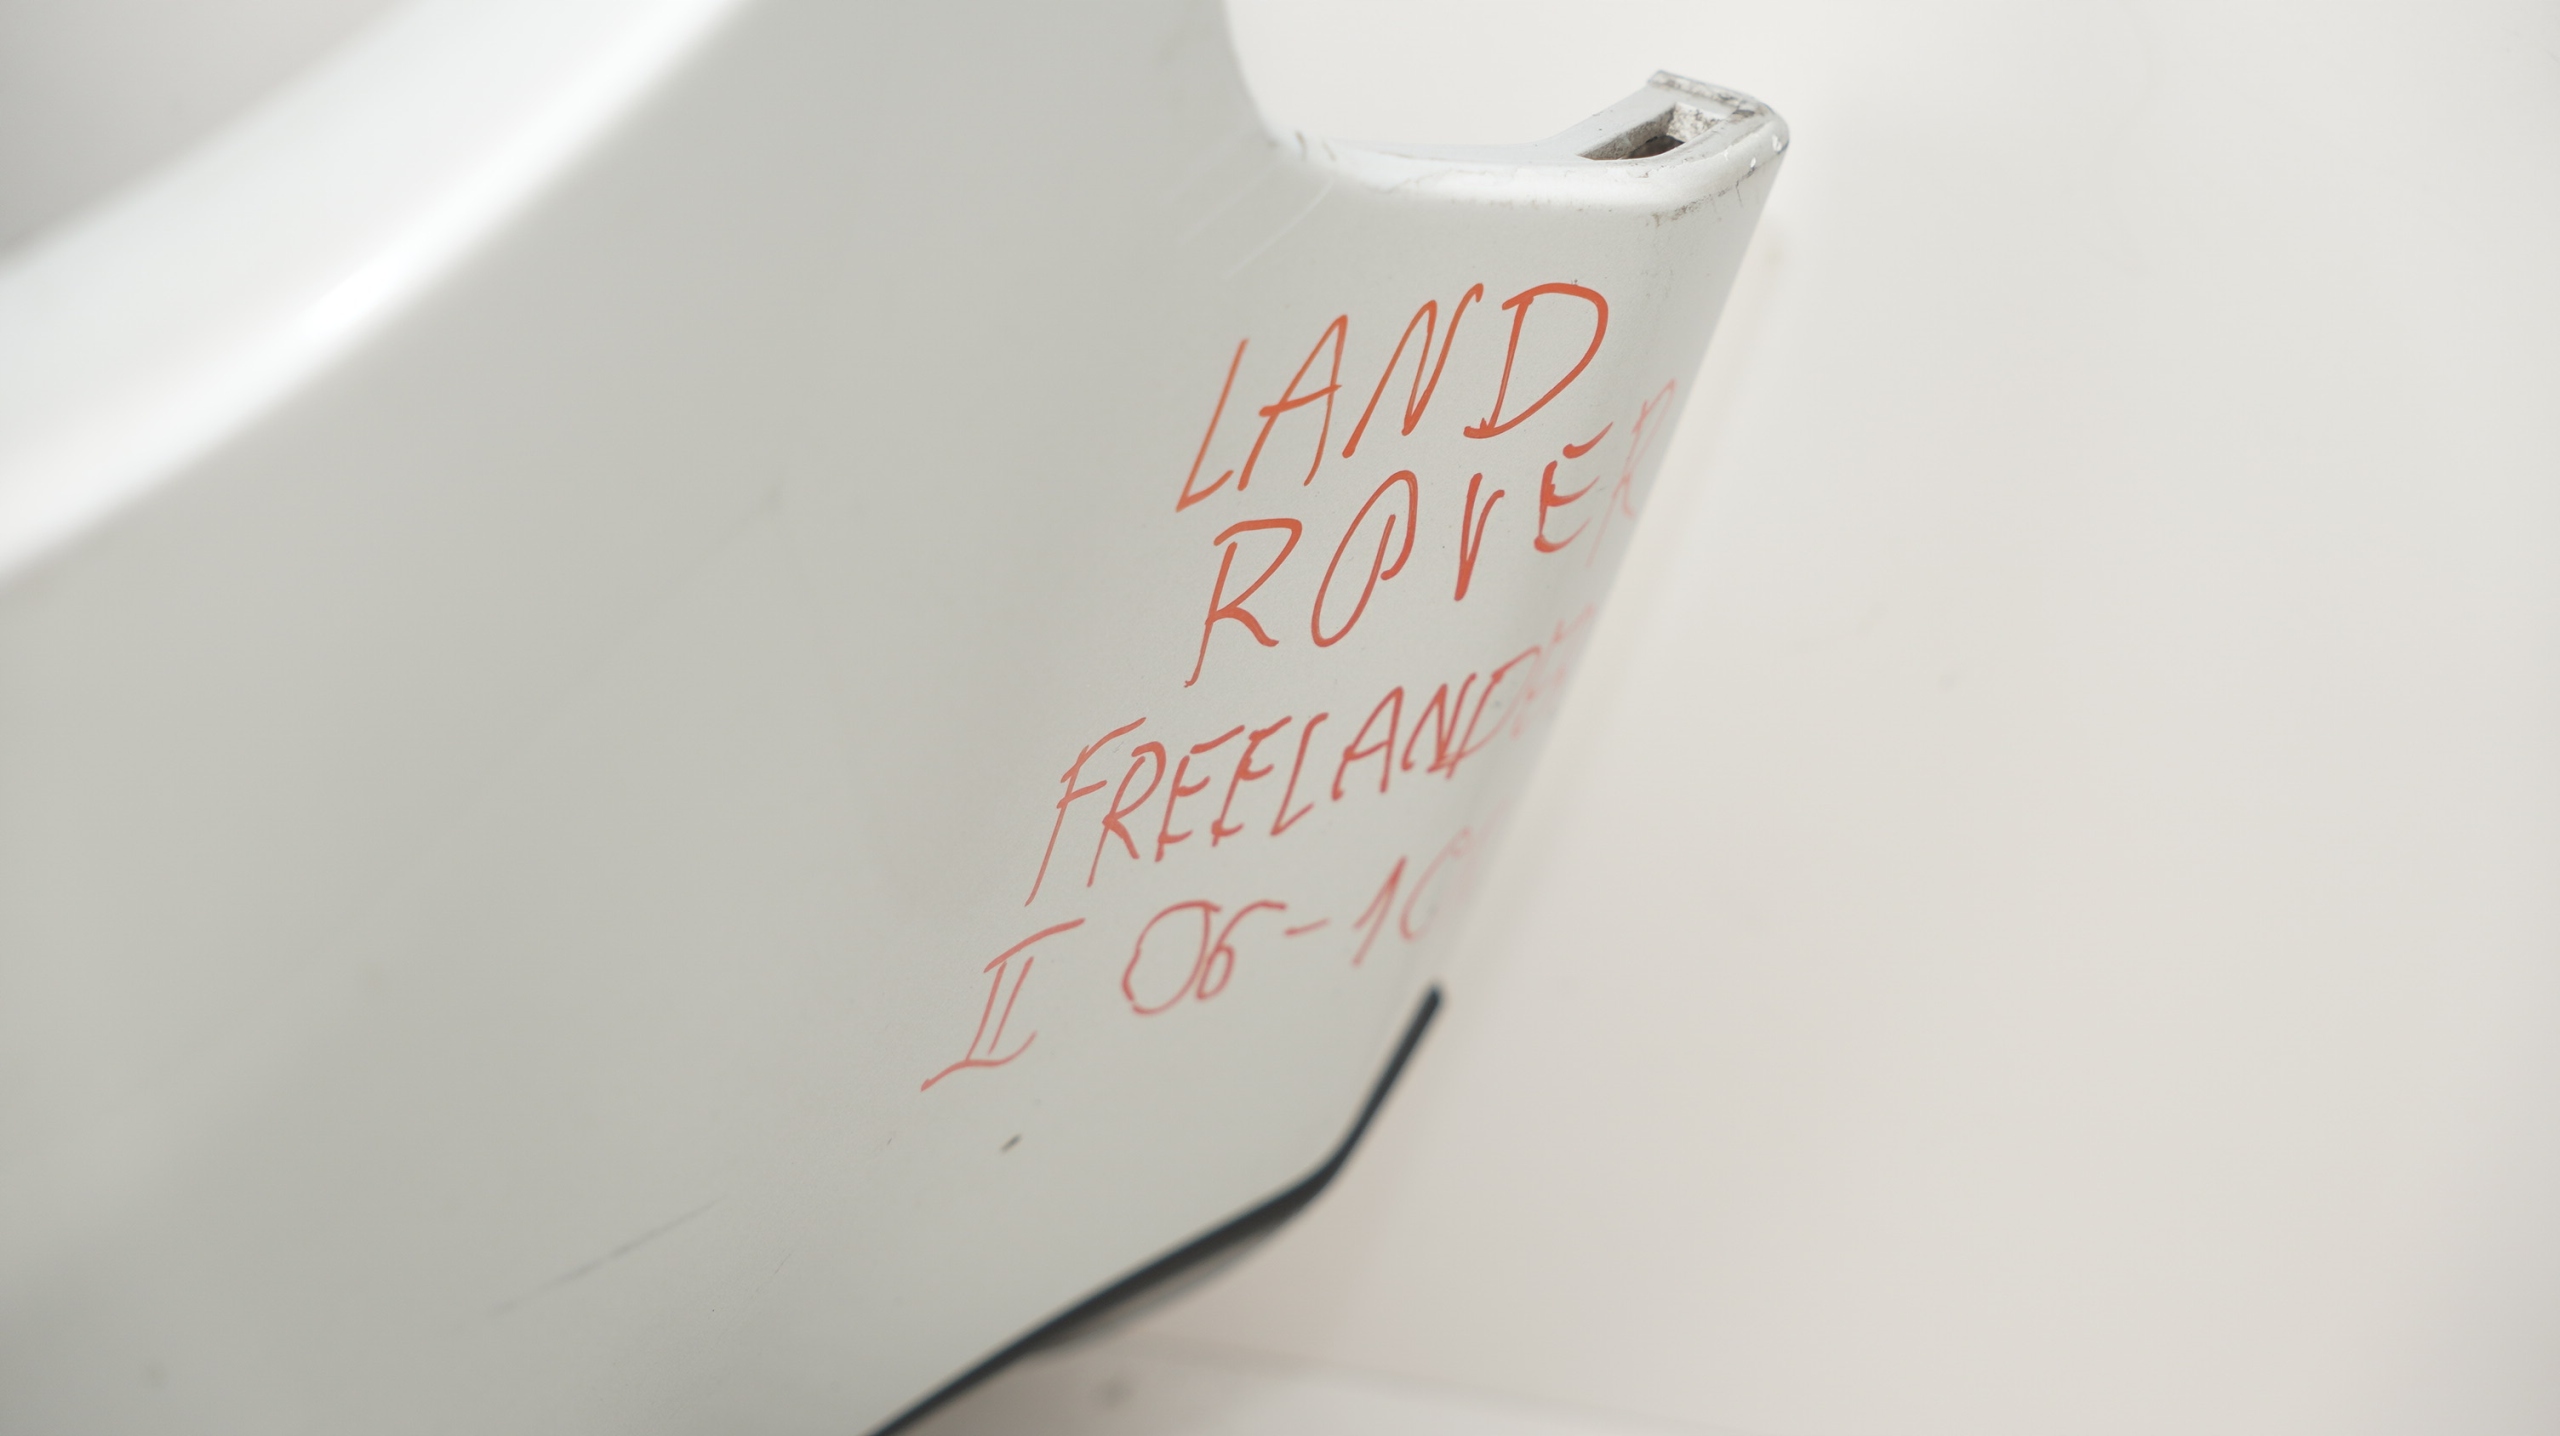 LAND
ROVER
FREELANDER
II 06-10